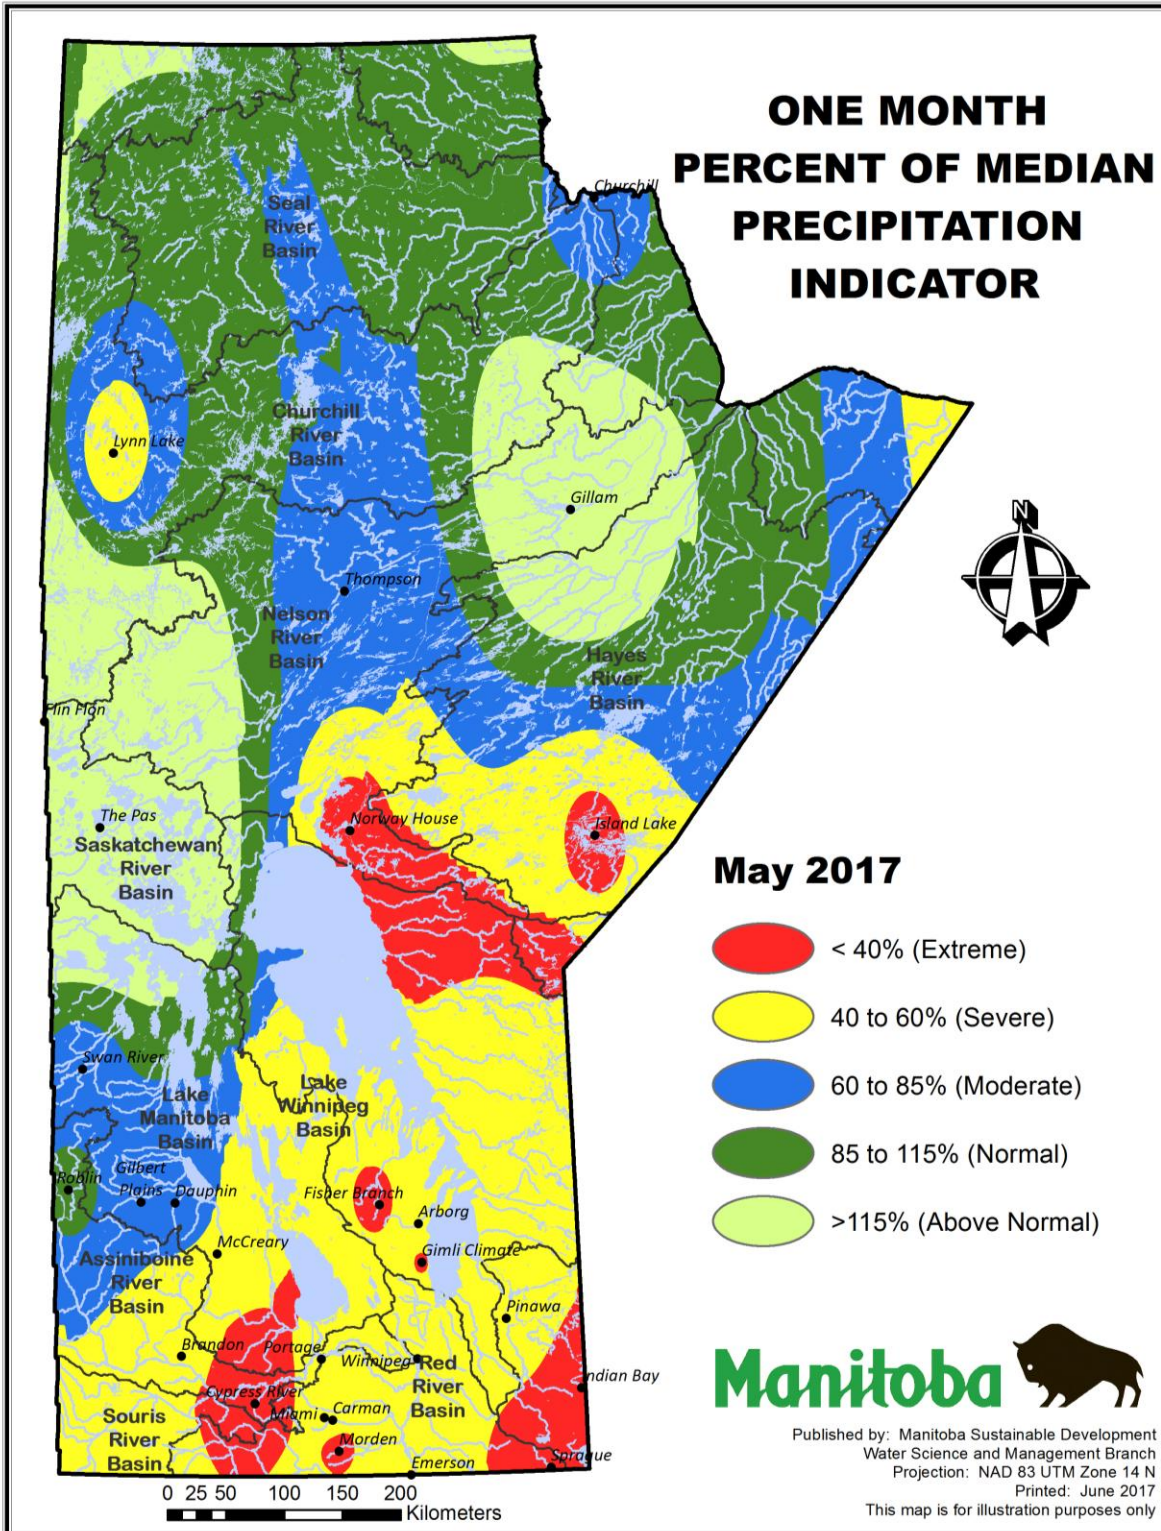 ONE MONTH
PERCENT OF MEDIAN
PRECIPITATION
INDICATOR
N
Churchill
Seal
River
Basin
Churchill
River
Basin
Lynn Lake
Gillam
Thompson
Nelson
River
Basin
Hayes
River
Basin
Flin Flon
The Pas
Saskatchewan
River
Basin
Norway House
Island Lake
Swan River
Lake
Manitoba
Basin
Lake
Winnipeg
Basin
Roblin
Gilbert
Plains
Dauphin
Fisher Branch
Arborg
McCreary
Gimli Climate
Assiniboine
River
Basin
Pinawa
Brandon
Portage
Winnipeg
Red
River
Basin
Indian Bay
Cypress River
Miami
Carman
Souris
River
Basin
Morden
Emerson
Sprague
0 25 50 100 150 200
Kilometers
May 2017
< 40% (Extreme)
40 to 60% (Severe)
60 to 85% (Moderate)
85 to 115% (Normal)
>115% (Above Normal)
Manitoba
Published by: Manitoba Sustainable Development
Water Science and Management Branch
Projection: NAD 83 UTM Zone 14 N
Printed: June 2017
This map is for illustration purposes only